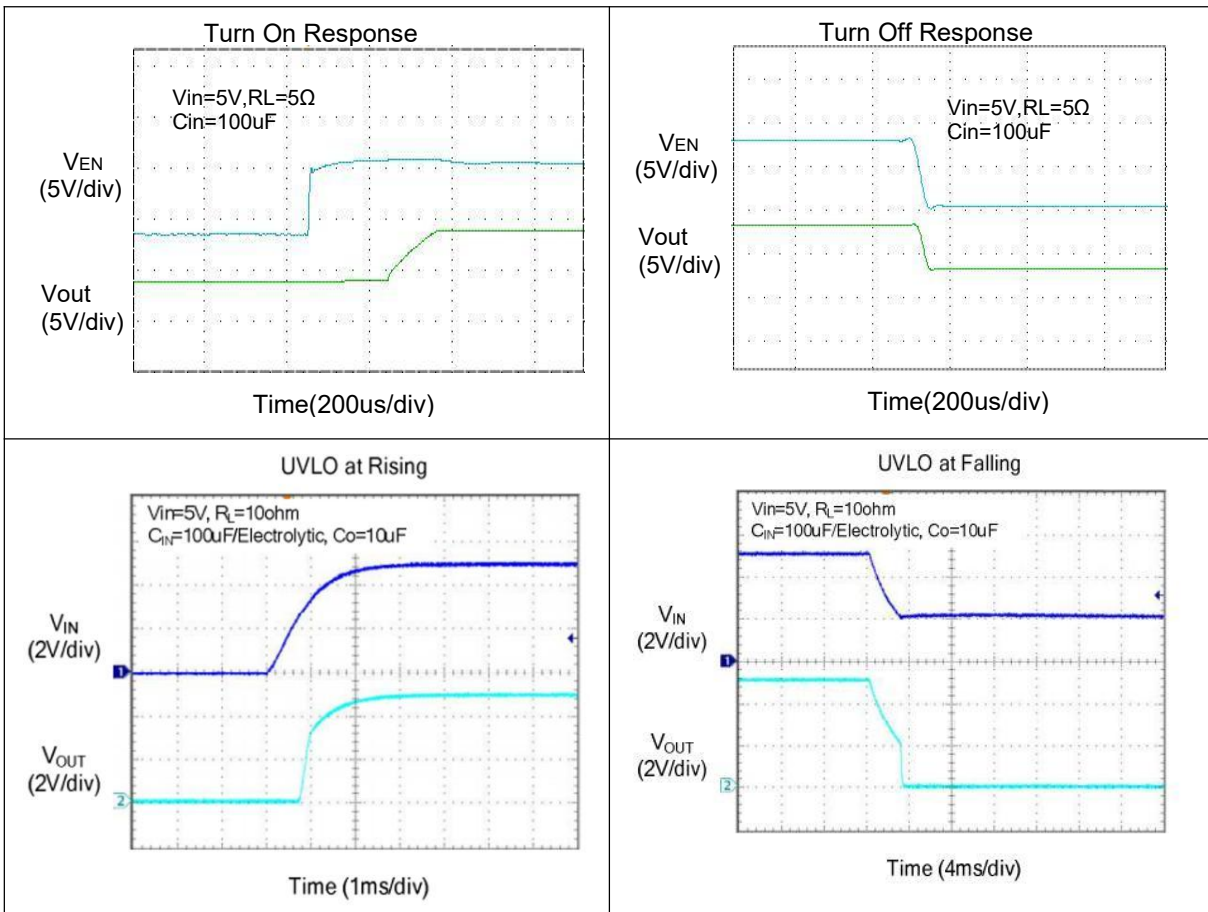 Turn On Response
Vin=5V,RL=5Ω
Cin=100uF
VEN
(5V/div)
Vout
(5V/div)
Time(200us/div)
Turn Off Response
Vin=5V,RL=5Ω
Cin=100uF
VEN
(5V/div)
Vout
(5V/div)
Time(200us/div)
UVLO at Rising
Vin=5V, RL=10ohm
CIN=100uF/Electrolytic, Co=10uF
VIN
(2V/div)
1
VOUT
(2V/div)
2
Time (1ms/div)
UVLO at Falling
Vin=5V, RL=10ohm
CIN=100uF/Electrolytic, Co=10uF
VIN
(2V/div)
1
VOUT
(2V/div)
2
Time (4ms/div)